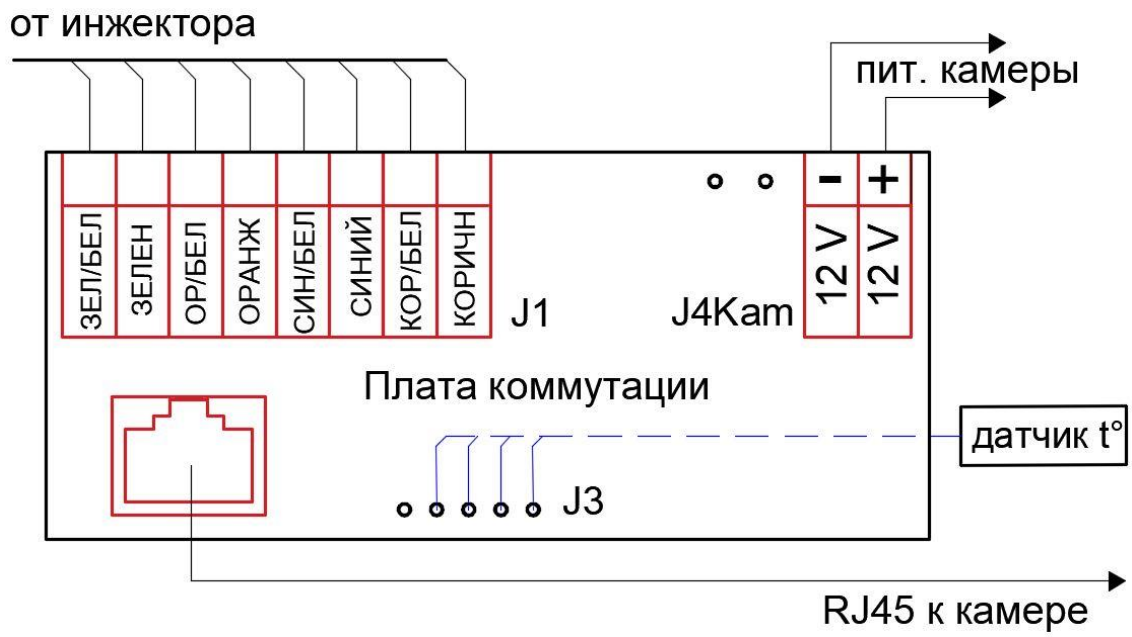 от инжектора
пит. камеры
- +
ЗЕЛ/БЕЛ
ЗЕЛЕН
ОР/БЕЛ
ОРАНЖ
СИН/БЕЛ
СИНИЙ
КОР/БЕЛ
КОРИЧН
J1
J4Kam
12 V
12 V
Плата коммутации
датчик t°
J3
RJ45 к камере